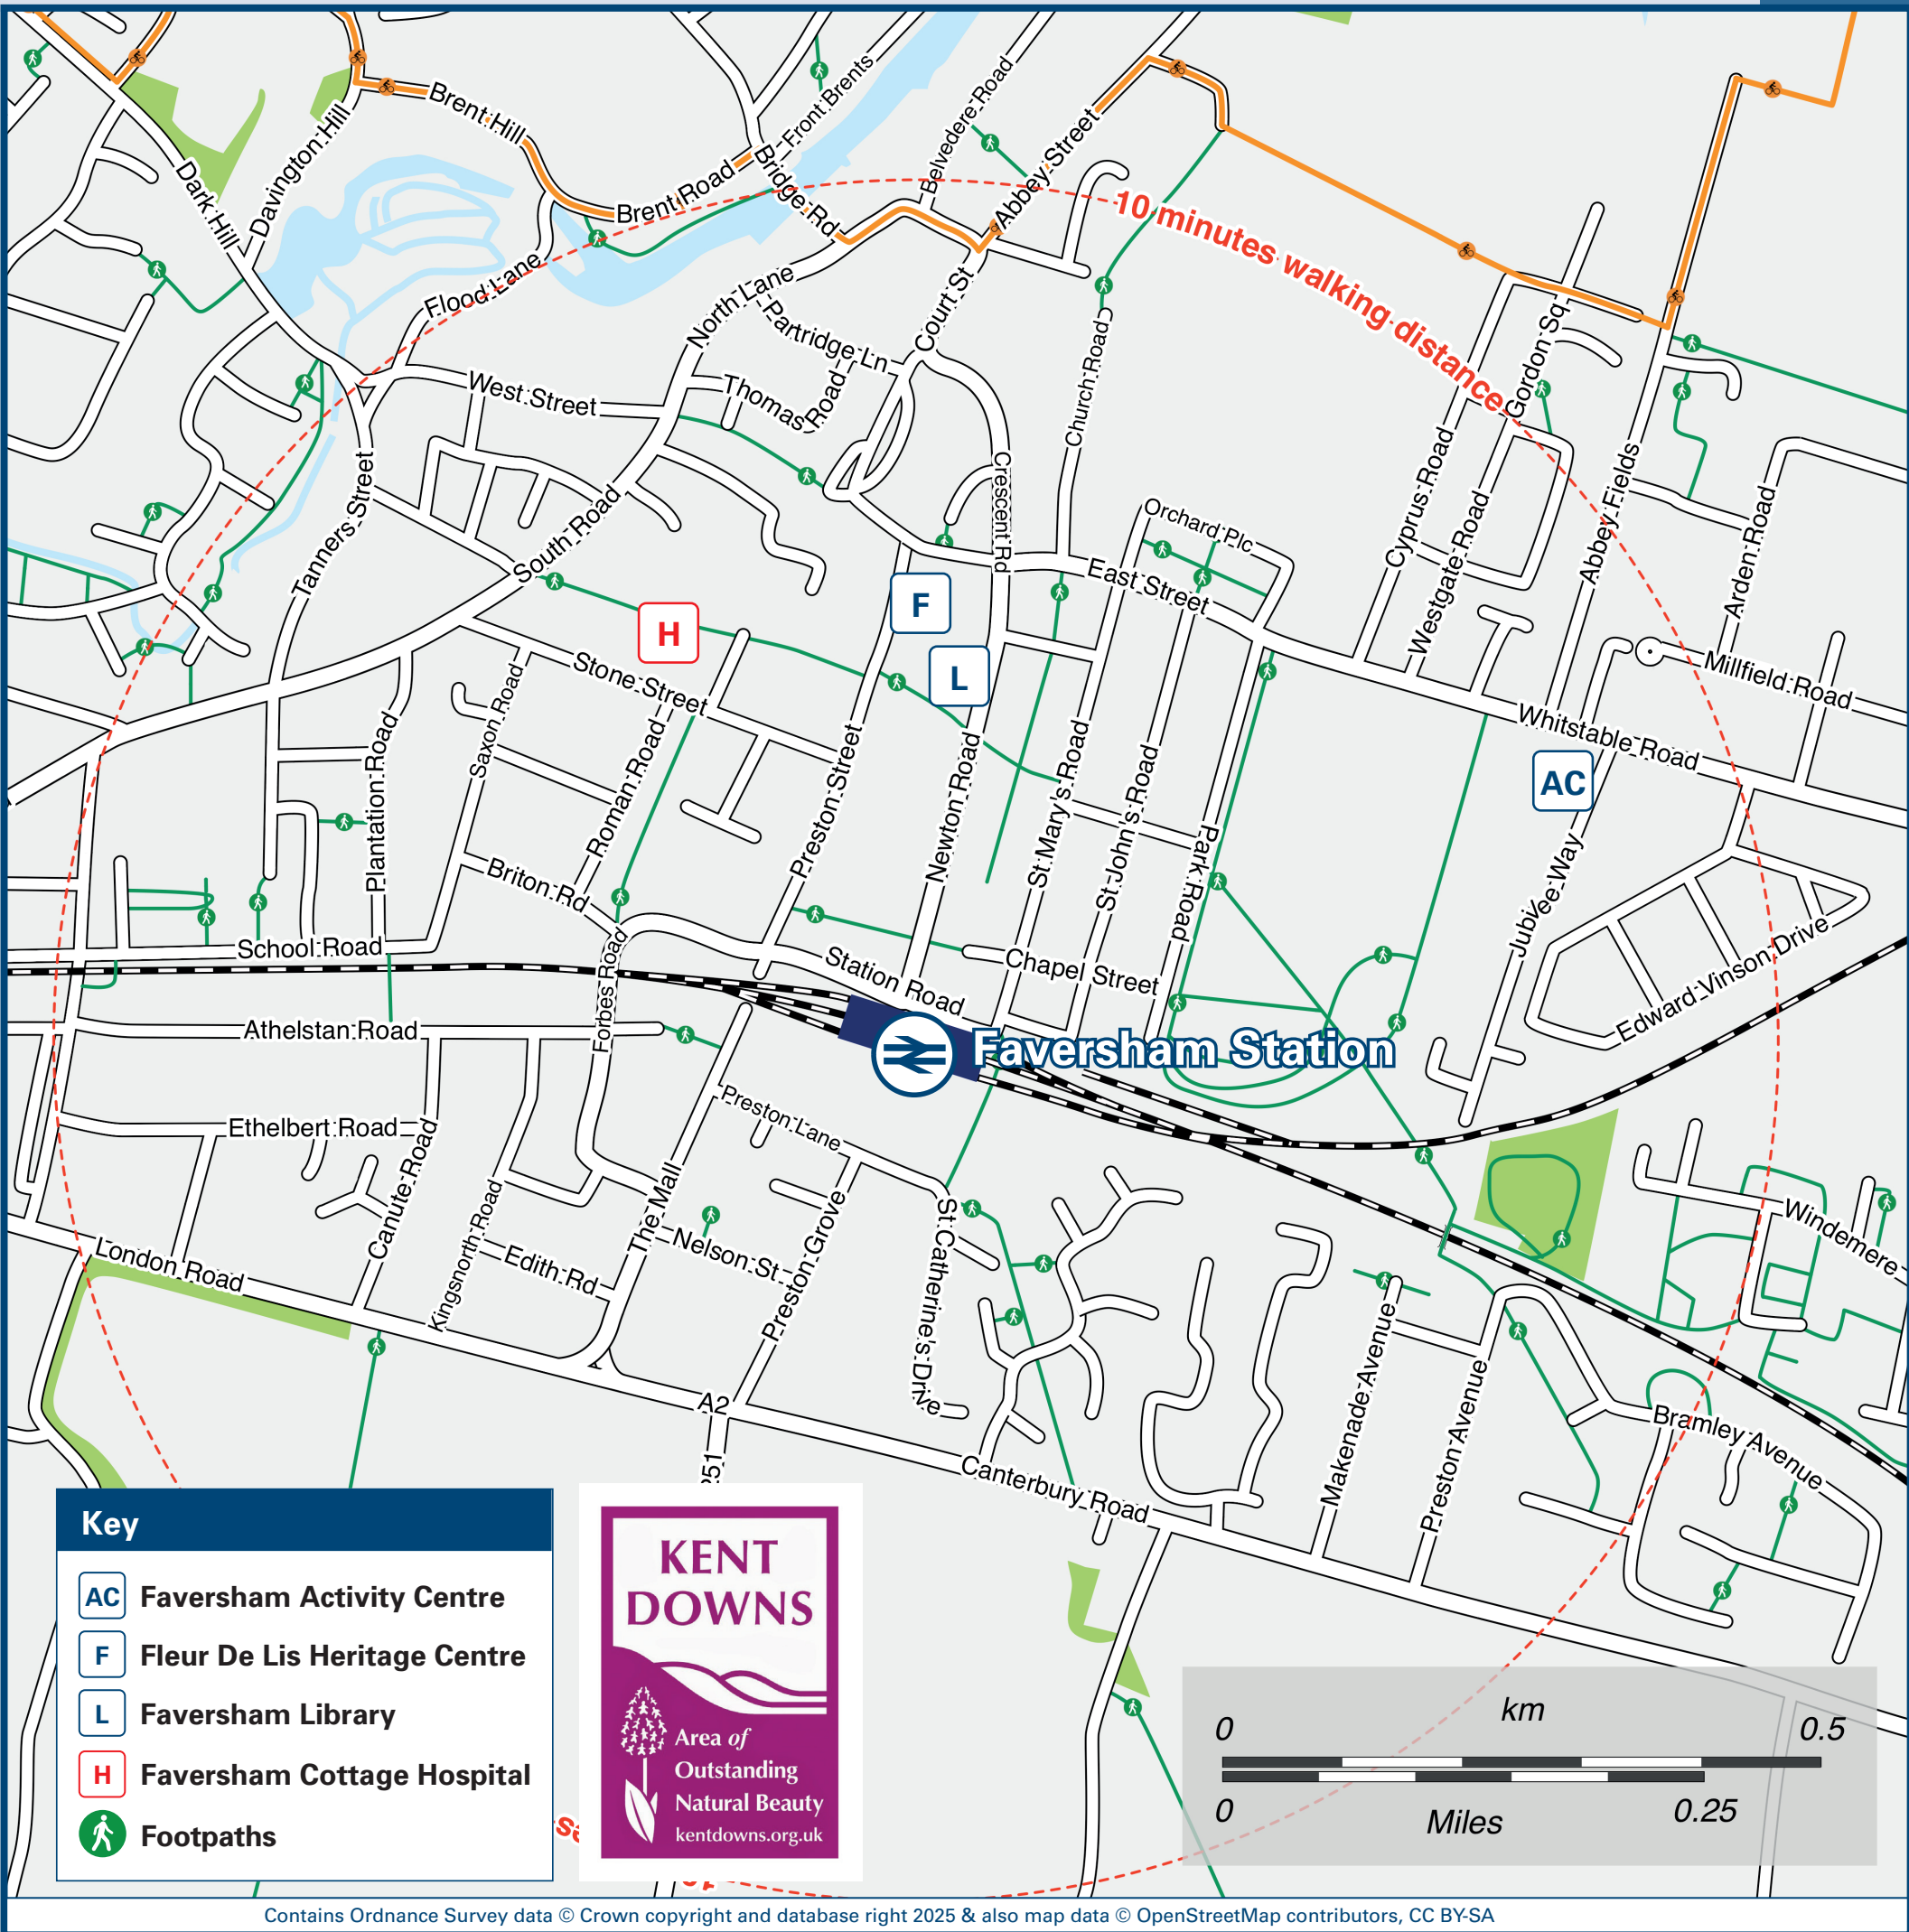 Brent Hill
Front Brents
Belvedere Road
Abbey Street
Davington Hill
Dark Hill
Brent Road
Bridge Rd
10 minutes walking distance
Flood Lane
North Lane
Court St
Partridge Ln
Gordon Sq
West Street
Thomas Road
Church Road
Crescent Rd
Cyprus Road
Westgate Road
Abbey Fields
Arden Road
Tanners Street
South Road
Orchard Plc
East Street
F
H
L
Stone Street
Millfield Road
Whitstable Road
AC
Saxon Road
Plantation Road
Roman Road
Preston Street
Newton Road
St Mary's Road
St John's Road
Park Road
Jubilee Way
Briton Rd
School Road
Forbes Road
Station Road
Chapel Street
Edward Vinson Drive
Athelstan Road
Faversham Station
Preston Lane
Ethelbert Road
Canute Road
Kingsnorth Road
The Mall
Nelson St
Preston Grove
St Catherine's Drive
Edith Rd
London Road
Windemere
A2
Canterbury Road
Makenade Avenue
Preston Avenue
Bramley Avenue
Key
AC Faversham Activity Centre
F Fleur De Lis Heritage Centre
L Faversham Library
H Faversham Cottage Hospital
Footpaths
KENT
DOWNS
Area of
Outstanding
Natural Beauty
kentdowns.org.uk
km
0 0.5
0 0.25
Miles
Contains Ordnance Survey data © Crown copyright and database right 2025 & also map data © OpenStreetMap contributors, CC BY-SA